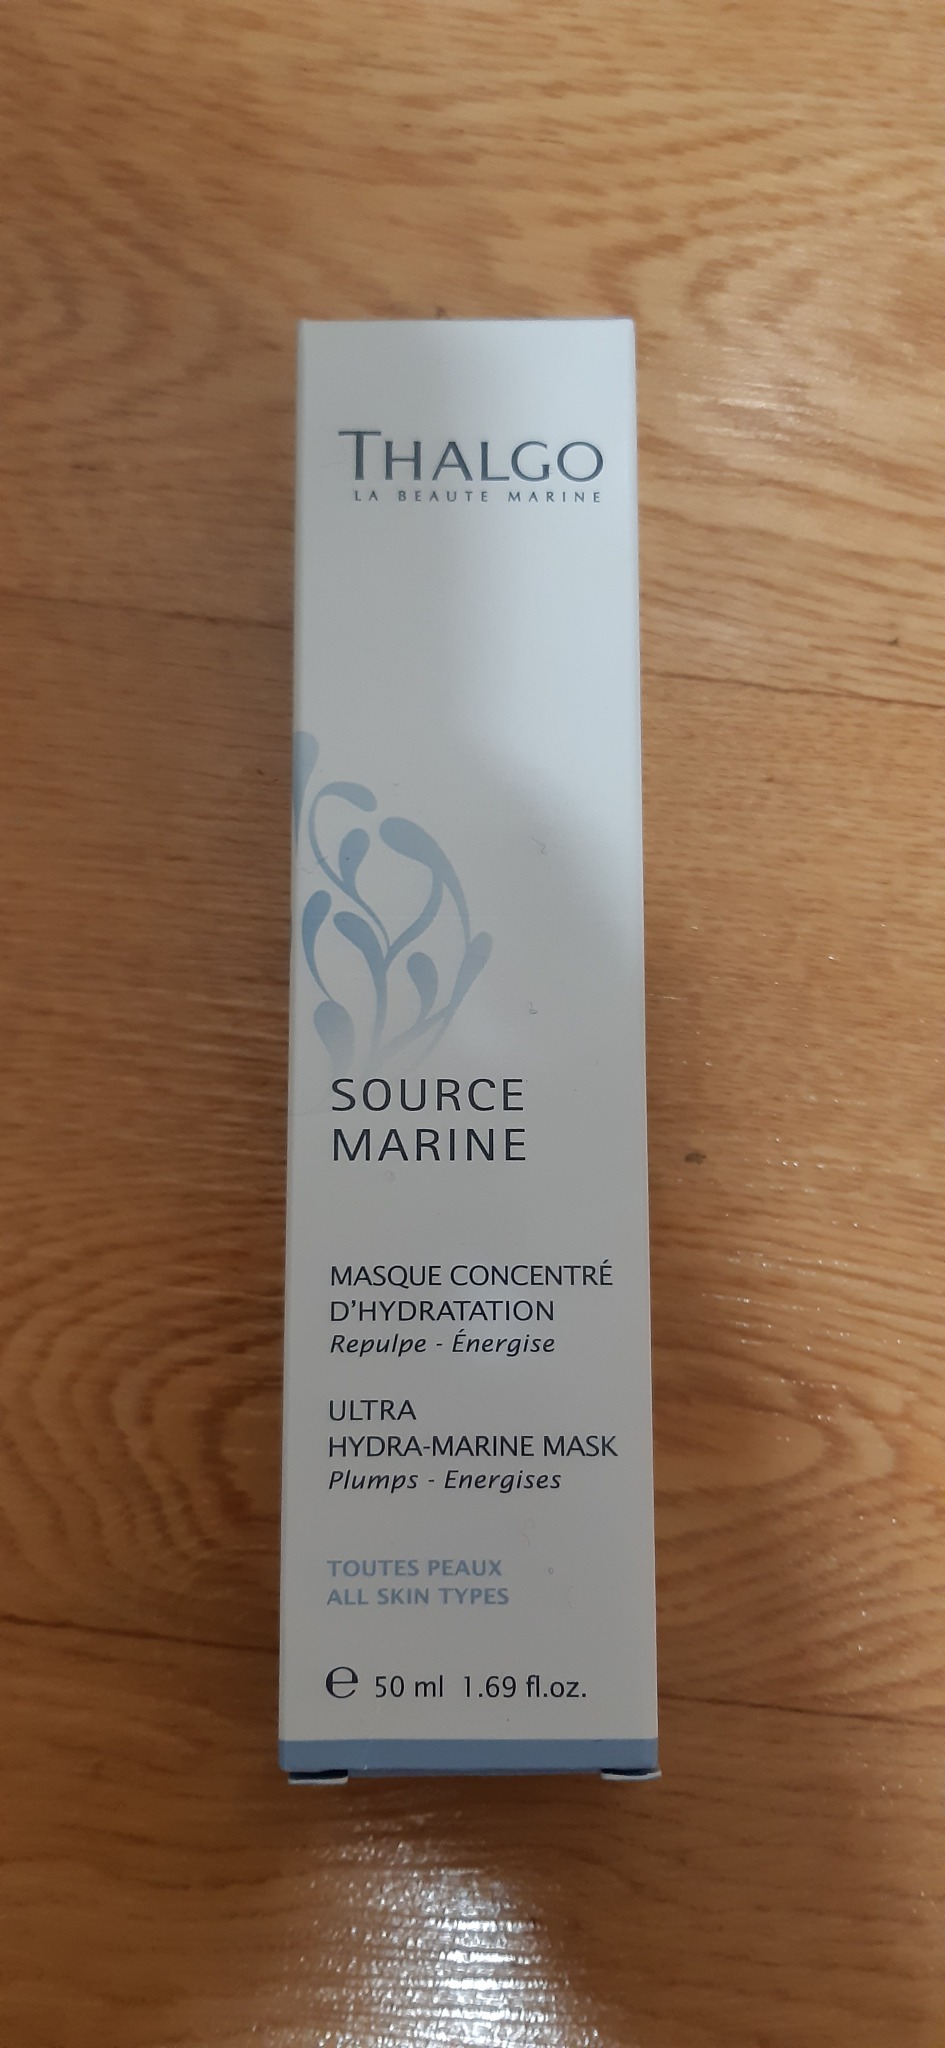 THALGO
LA BEAUTE MARINE
SOURCE
MARINE
MASQUE CONCENTRÉ
D'HYDRATATION
Repulpe - Énergise
ULTRA
HYDRA-MARINE MASK
Plumps - Energises
TOUTES PEAUX
ALL SKIN TYPES
℮ 50 ml 1.69 fl.oz.